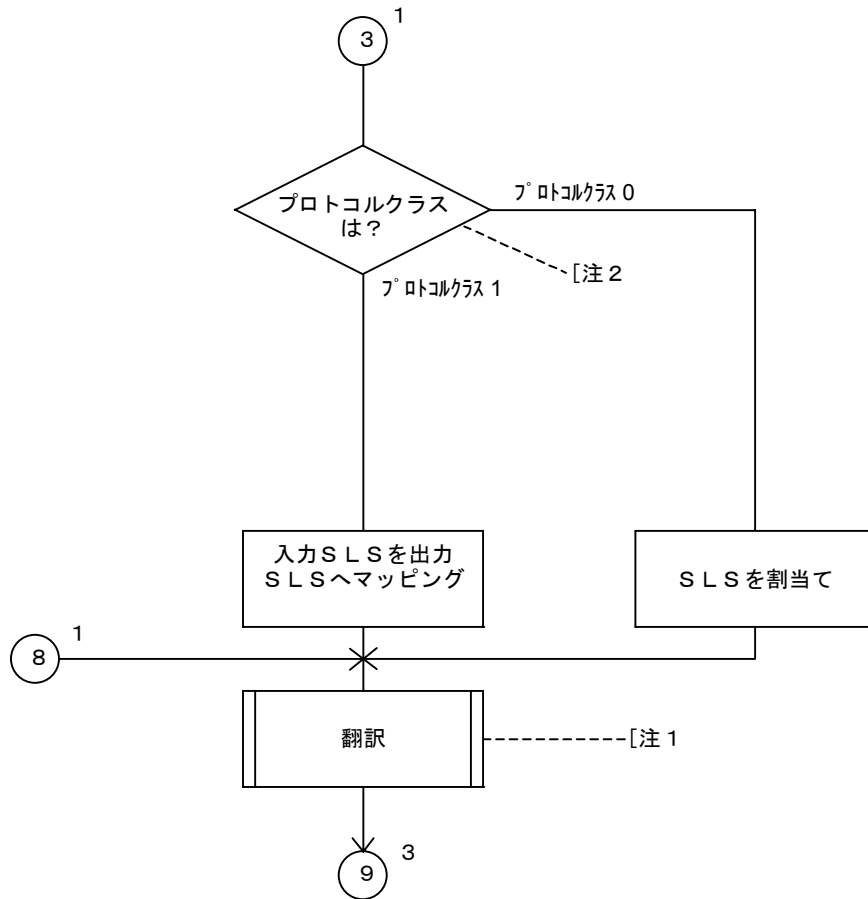 1
3
プロトコルクラス
は?
プロトコルクラス 0
[注2
プロトコルクラス 1
入力SLSを出力
SLSへマッピング
SLSを割当て
1
8
翻訳
[注1
3
9